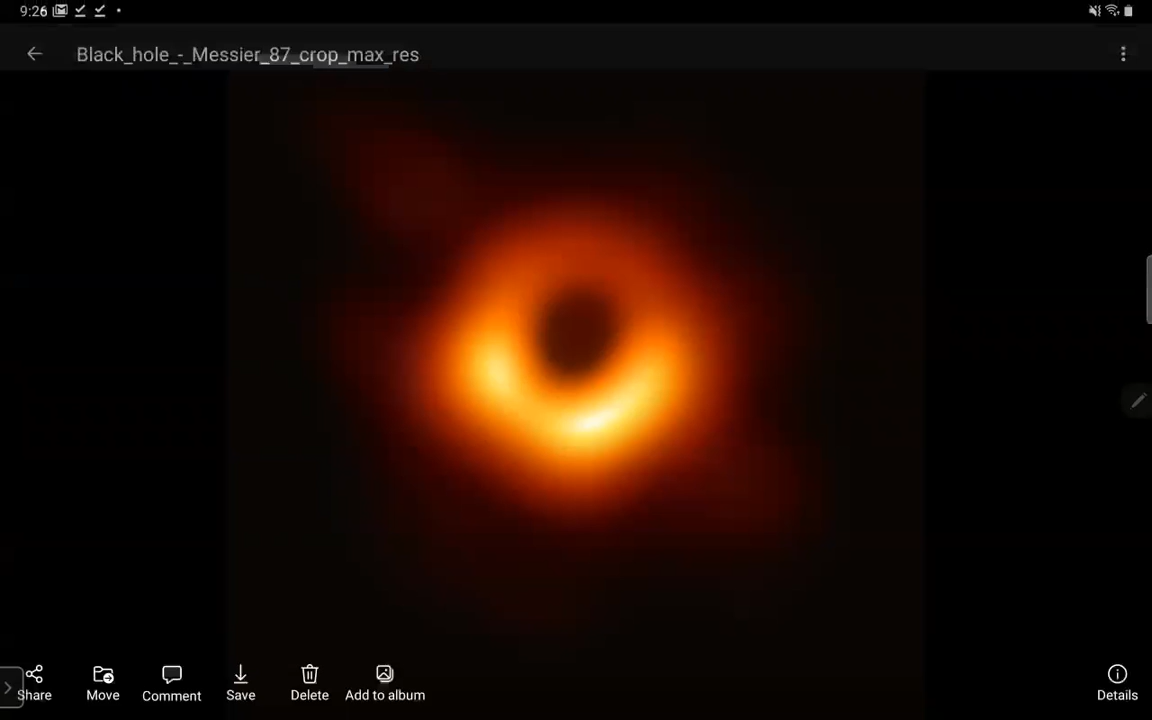 9:26
Black_hole_-_Messier_87_crop_max_res
Share Move Comment Save Delete Add to album Details